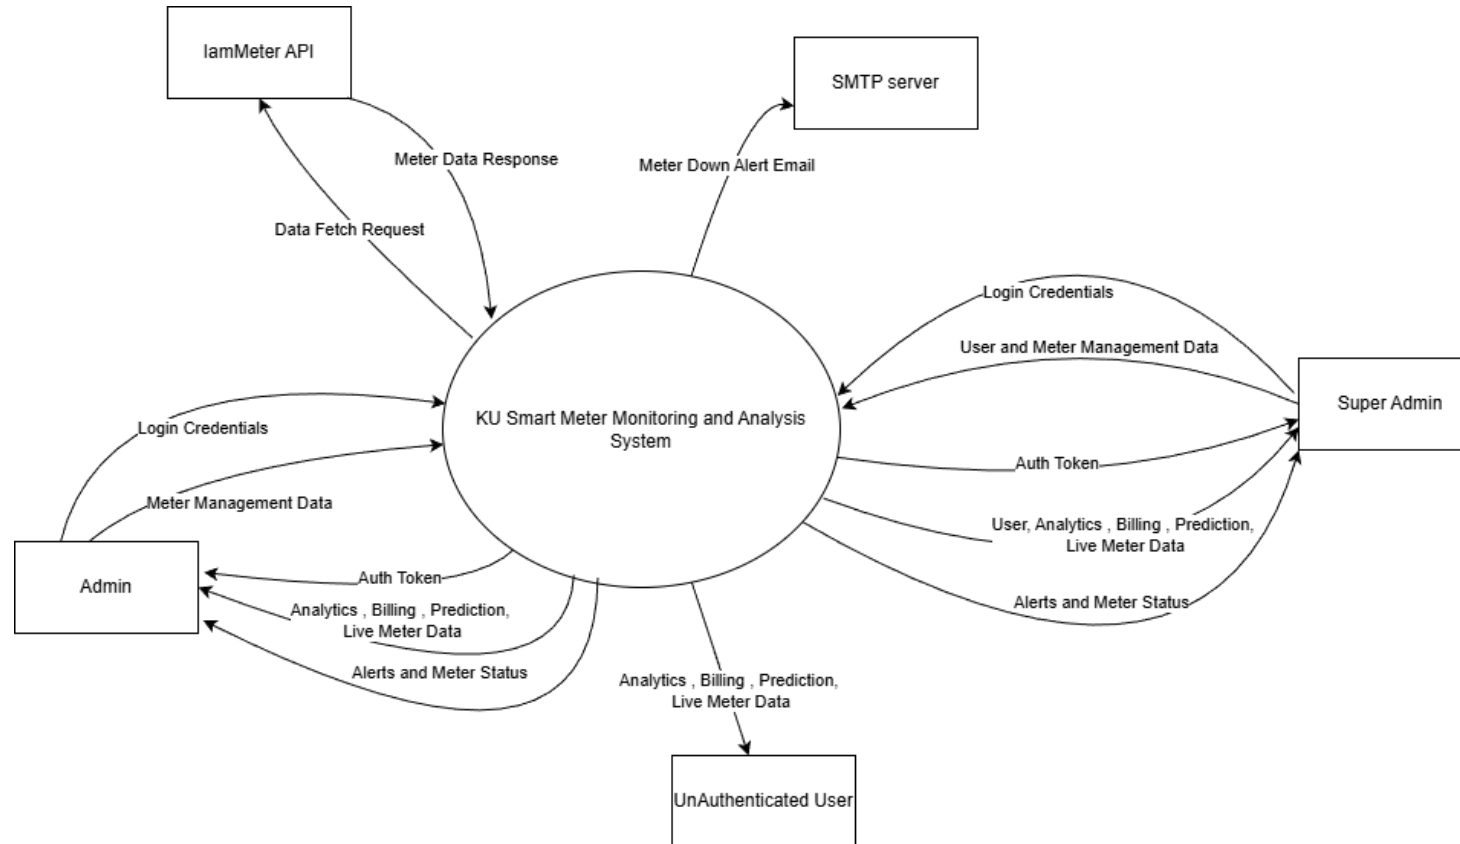 IamMeter API
SMTP server
Meter Data Response
Meter Down Alert Email
Data Fetch Request
Login Credentials
User and Meter Management Data
Super Admin
KU Smart Meter Monitoring and Analysis
System
Login Credentials
Auth Token
Meter Management Data
User, Analytics , Billing , Prediction,
Live Meter Data
Admin
Auth Token
Analytics , Billing , Prediction,
Live Meter Data
Alerts and Meter Status
Alerts and Meter Status
Analytics , Billing , Prediction,
Live Meter Data
UnAuthenticated User